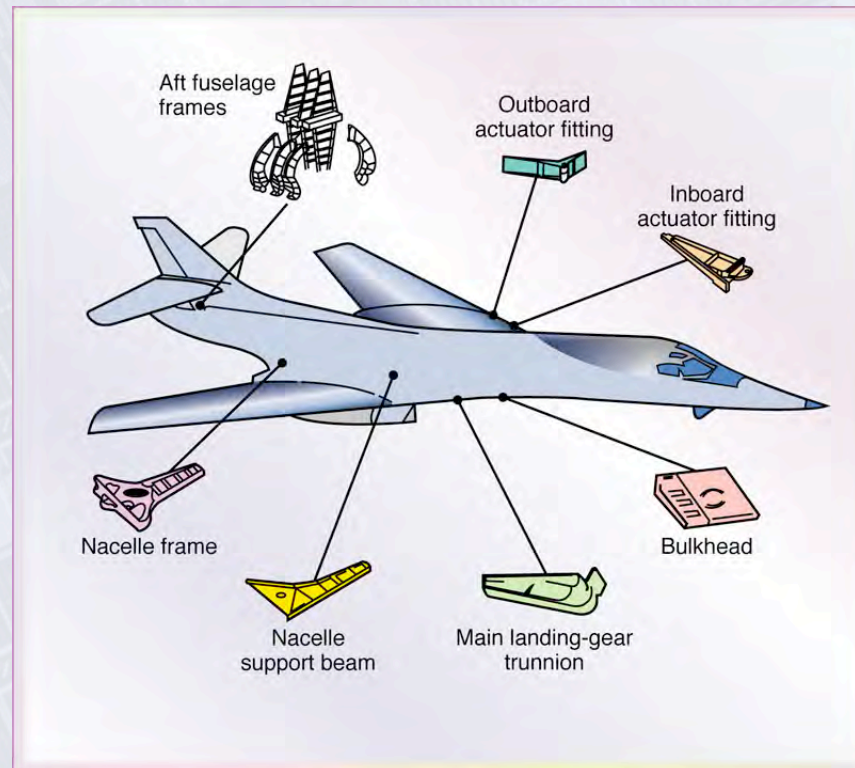 Aft fuselage
frames
Outboard
actuator fitting
Inboard
actuator fitting
Nacelle frame
Bulkhead
Nacelle
support beam
Main landing-gear
trunnion